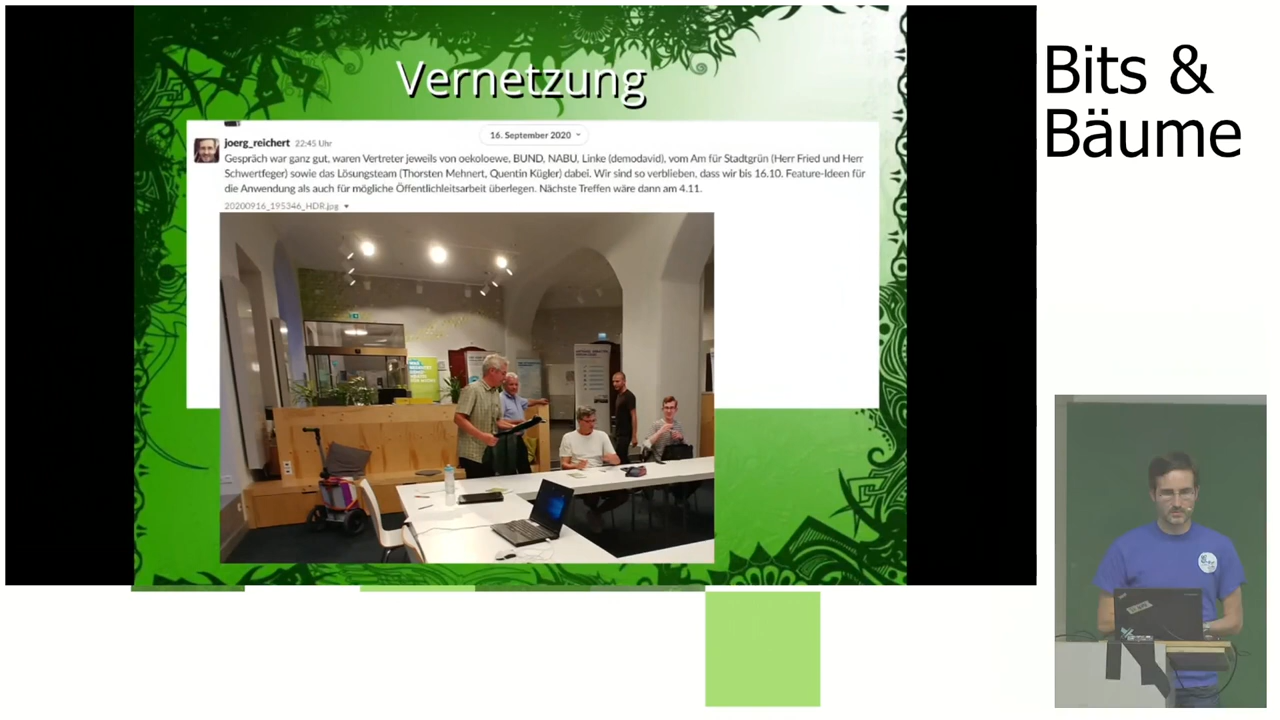 Vernetzung
Bits &
Bäume
16. September 2020
joerg_reichert 22:45 Uhr
Gespräch war ganz gut, waren Vertreter jeweils von oekoloewe, BUND, NABU, Linke (demodavid), vom Am für Stadtgrün (Herr Fried und Herr
Schwertfeger) sowie das Lösungsteam (Thorsten Mehnert, Quentin Kügler) dabei. Wir sind so verblieben, dass wir bis 16.10. Feature-Ideen für
die Anwendung als auch für mögliche Öffentlichleitsarbeit überlegen. Nächste Treffen wäre dann am 4.11.
20200916_195346_HDR.jpg